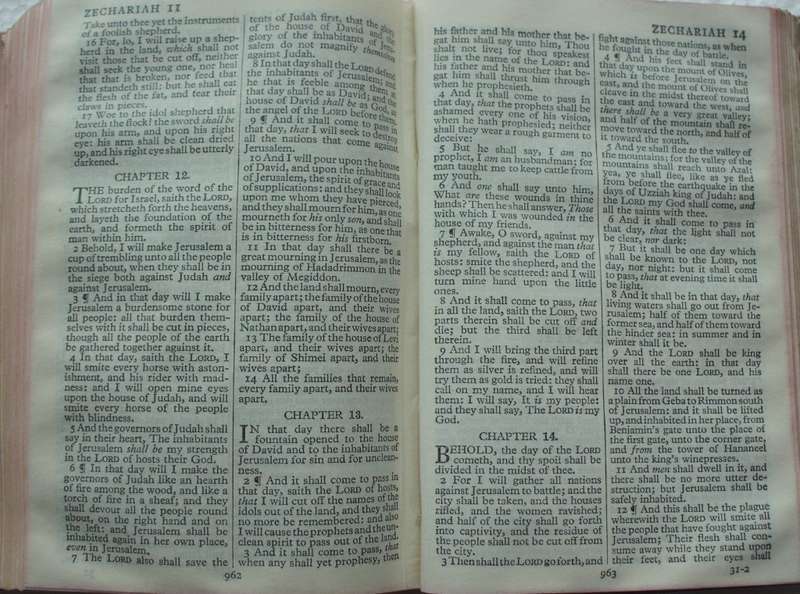 ZECHARIAH 11
Take unto thee yet the instruments
of a foolish shepherd.
16 For, lo, I will raise up a shep-
herd in the land, which shall not
visit those that be cut off, neither
shall seek the young one, nor heal
that that is broken, nor feed that
that standeth still: but he shall eat
the flesh of the fat, and tear their
claws in pieces.
17 Woe to the idol shepherd that
leaveth the flock! the sword shall be
upon his arm, and upon his right
eye: his arm shall be clean dried
up, and his right eye shall be utterly
darkened.
CHAPTER 12.
THE burden of the word of the
LORD for Israel, saith the LORD,
which stretcheth forth the heavens,
and layeth the foundation of the
earth, and formeth the spirit of
man within him.
2 Behold, I will make Jerusalem a
cup of trembling unto all the people
round about, when they shall be in
the siege both against Judah and
against Jerusalem.
3 ¶ And in that day will I make
Jerusalem a burdensome stone for
all people: all that burden them-
selves with it shall be cut in pieces,
though all the people of the earth
be gathered together against it.
4 In that day, saith the LORD, I
will smite every horse with aston-
ishment, and his rider with mad-
ness: and I will open mine eyes
upon the house of Judah, and will
smite every horse of the people
with blindness.
5 And the governors of Judah shall
say in their heart, The inhabitants
of Jerusalem shall be my strength
in the LORD of hosts their God.
6 ¶ In that day will I make the
governors of Judah like an hearth
of fire among the wood, and like a
torch of fire in a sheaf; and they
shall devour all the people round
about, on the right hand and on
the left: and Jerusalem shall be
inhabited again in her own place,
even in Jerusalem.
7 The LORD also shall save the
tents of Judah first, that the glory
of the house of David and the
glory of the inhabitants of Jeru-
salem do not magnify themselves
against Judah.
8 In that day shall the LORD defend
the inhabitants of Jerusalem; and
he that is feeble among them at
that day shall be as David; and the
house of David shall be as God, as
the angel of the LORD before them.
9 ¶ And it shall come to pass in
that day, that I will seek to destroy
all the nations that come against
Jerusalem.
10 And I will pour upon the house
of David, and upon the inhabitants
of Jerusalem, the spirit of grace and
of supplications: and they shall look
upon me whom they have pierced,
and they shall mourn for him, as one
mourneth for his only son, and shall
be in bitterness for him, as one that
is in bitterness for his firstborn.
11 In that day shall there be a
great mourning in Jerusalem, as the
mourning of Hadadrimmon in the
valley of Megiddon.
12 And the land shall mourn, every
family apart; the family of the house
of David apart, and their wives
apart; the family of the house of
Nathan apart, and their wives apart;
13 The family of the house of Levi
apart, and their wives apart; the
family of Shimei apart, and their
wives apart;
14 All the families that remain,
every family apart, and their wives
apart.
CHAPTER 13.
IN that day there shall be a
fountain opened to the house
of David and to the inhabitants of
Jerusalem for sin and for unclean-
ness.
2 ¶ And it shall come to pass in
that day, saith the LORD of hosts,
that I will cut off the names of the
idols out of the land, and they shall
no more be remembered: and also
I will cause the prophets and the un-
clean spirit to pass out of the land.
3 And it shall come to pass, that
when any shall yet prophesy, then
962
ZECHARIAH 14
his father and his mother that be-
gat him shall say unto him, Thou
shalt not live; for thou speakest
lies in the name of the LORD: and
his father and his mother that be-
gat him shall thrust him through
when he prophesieth.
4 And it shall come to pass in
that day, that the prophets shall be
ashamed every one of his vision,
when he hath prophesied; neither
shall they wear a rough garment to
deceive:
5 But he shall say, I am no
prophet, I am an husbandman; for
man taught me to keep cattle from
my youth.
6 And one shall say unto him,
What are these wounds in thine
hands? Then he shall answer, Those
with which I was wounded in the
house of my friends.
7 ¶ Awake, O sword, against my
shepherd, and against the man that
is my fellow, saith the LORD of
hosts: smite the shepherd, and the
sheep shall be scattered: and I will
turn mine hand upon the little
ones.
8 And it shall come to pass, that
in all the land, saith the LORD, two
parts therein shall be cut off and
die; but the third shall be left
therein.
9 And I will bring the third part
through the fire, and will refine
them as silver is refined, and will
try them as gold is tried: they shall
call on my name, and I will hear
them: I will say, It is my people:
and they shall say, The LORD is my
God.
CHAPTER 14.
BEHOLD, the day of the LORD
cometh, and thy spoil shall be
divided in the midst of thee.
2 For I will gather all nations
against Jerusalem to battle; and the
city shall be taken, and the houses
rifled, and the women ravished;
and half of the city shall go forth
into captivity, and the residue of
the people shall not be cut off from
the city.
3 Then shall the LORD go forth, and
fight against those nations, as when
he fought in the day of battle.
4 ¶ And his feet shall stand in
that day upon the mount of Olives,
which is before Jerusalem on the
east, and the mount of Olives shall
cleave in the midst thereof toward
the east and toward the west, and
there shall be a very great valley;
and half of the mountain shall re-
move toward the north, and half of
it toward the south.
5 And ye shall flee to the valley of
the mountains; for the valley of the
mountains shall reach unto Azal:
yea, ye shall flee, like as ye fled
from before the earthquake in the
days of Uzziah king of Judah: and
the LORD my God shall come, and
all the saints with thee.
6 And it shall come to pass in
that day, that the light shall not
be clear, nor dark:
7 But it shall be one day which
shall be known to the LORD, not
day, nor night: but it shall come
to pass, that at evening time it shall
be light.
8 And it shall be in that day, that
living waters shall go out from Je-
rusalem; half of them toward the
former sea, and half of them toward
the hinder sea: in summer and in
winter shall it be.
9 And the LORD shall be king
over all the earth: in that day
shall there be one LORD, and his
name one.
10 All the land shall be turned as
a plain from Geba to Rimmon south
of Jerusalem: and it shall be lifted
up, and inhabited in her place, from
Benjamin's gate unto the place of
the first gate, unto the corner gate,
and from the tower of Hananeel
unto the king's winepresses.
11 And men shall dwell in it, and
there shall be no more utter de-
struction; but Jerusalem shall be
safely inhabited.
12 ¶ And this shall be the plague
wherewith the LORD will smite all
the people that have fought against
Jerusalem; Their flesh shall con-
sume away while they stand upon
their feet, and their eyes shall
963
31-2